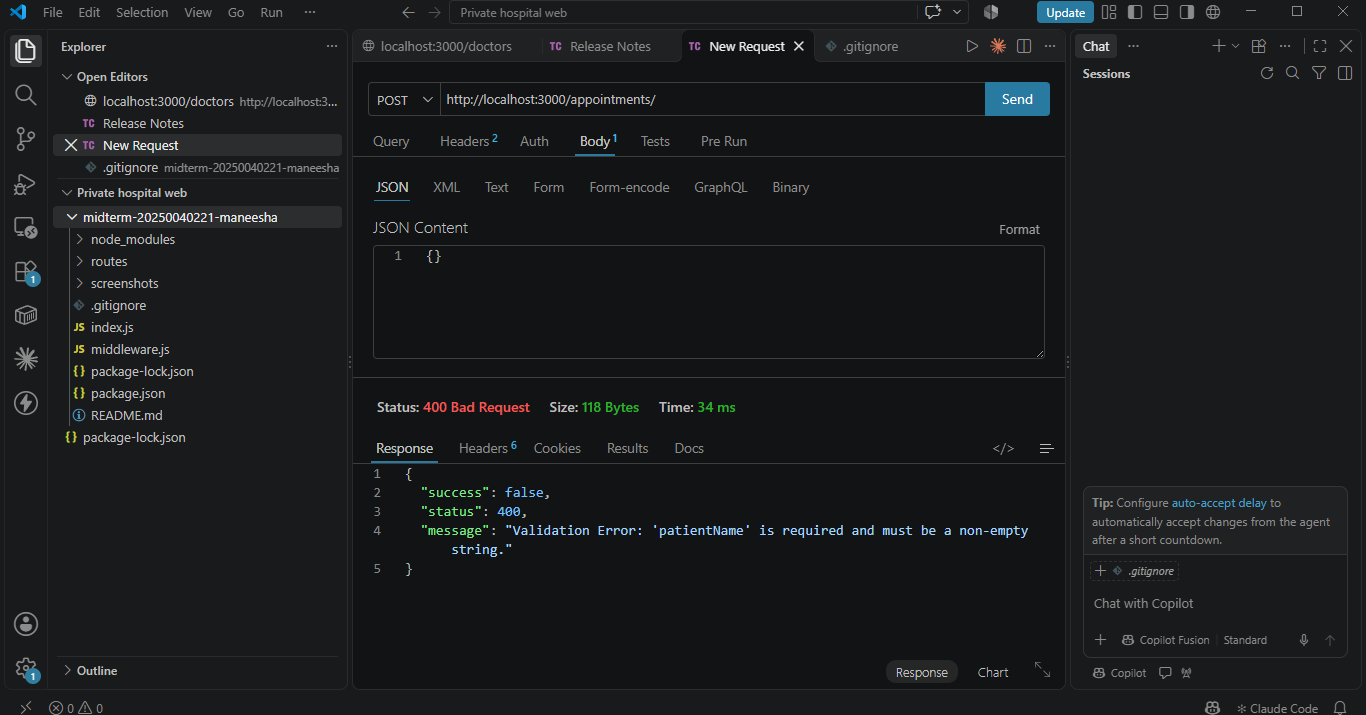 File Edit Selection View Go Run ··· Private hospital web Update
Explorer ···
Open Editors
localhost:3000/doctors http://localhost:3...
TC Release Notes
TC New Request
.gitignore midterm-20250040221-maneesha
Private hospital web
midterm-20250040221-maneesha
node_modules
routes
screenshots
.gitignore
JS index.js
JS middleware.js
{} package-lock.json
{} package.json
README.md
{} package-lock.json
Outline
1
1
localhost:3000/doctors TC Release Notes TC New Request .gitignore ···
POST http://localhost:3000/appointments/ Send
Query Headers 2 Auth Body 1 Tests Pre Run
JSON XML Text Form Form-encode GraphQL Binary
JSON Content Format
1 {}
Status: 400 Bad Request Size: 118 Bytes Time: 34 ms
Response Headers 6 Cookies Results Docs </>
1 {
2 "success": false,
3 "status": 400,
4 "message": "Validation Error: 'patientName' is required and must be a non-empty
string."
5 }
Response Chart
Chat ··· ···
Sessions
Tip: Configure auto-accept delay to
automatically accept changes from the agent
after a short countdown.
.gitignore
Chat with Copilot
Copilot Fusion Standard
Copilot
0 0 Claude Code